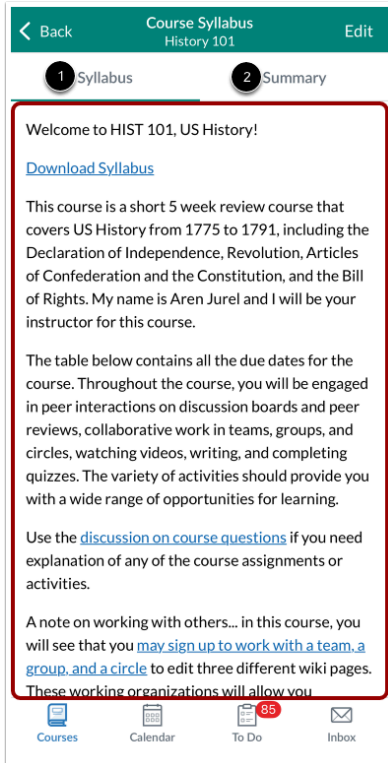 Back
Course Syllabus
History 101
Edit
1 Syllabus
2 Summary
Welcome to HIST 101, US History!
Download Syllabus
This course is a short 5 week review course that
covers US History from 1775 to 1791, including the
Declaration of Independence, Revolution, Articles
of Confederation and the Constitution, and the Bill
of Rights. My name is Aren Jurel and I will be your
instructor for this course.
The table below contains all the due dates for the
course. Throughout the course, you will be engaged
in peer interactions on discussion boards and peer
reviews, collaborative work in teams, groups, and
circles, watching videos, writing, and completing
quizzes. The variety of activities should provide you
with a wide range of opportunities for learning.
Use the discussion on course questions if you need
explanation of any of the course assignments or
activities.
A note on working with others... in this course, you
will see that you may sign up to work with a team, a
group, and a circle to edit three different wiki pages.
These working organizations will allow you
85
Courses
Calendar
To Do
Inbox